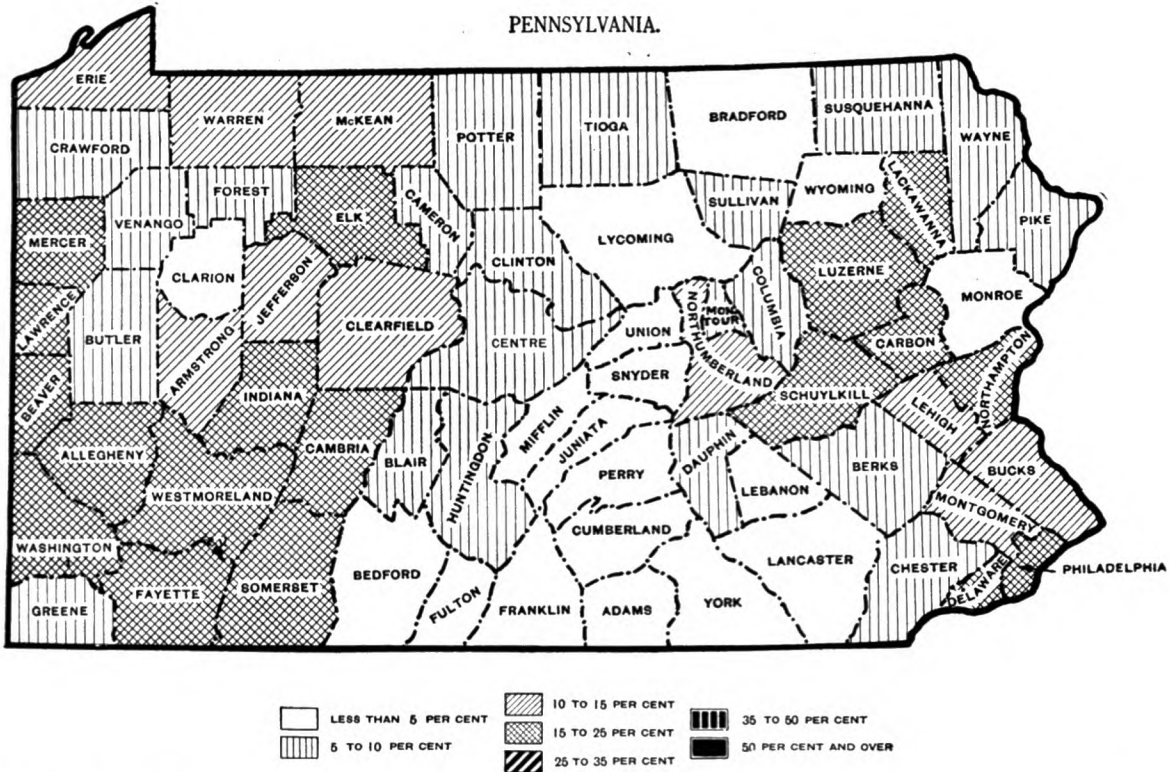 PENNSYLVANIA.
ERIE
WARREN
McKEAN
POTTER
TIOGA
BRADFORD
SUSQUEHANNA
WAYNE
CRAWFORD
FOREST
ELK
CAMERON
SULLIVAN
WYOMING
LACKAWANNA
PIKE
VENANGO
MERCER
CLARION
JEFFERSON
CLINTON
LYCOMING
COLUMBIA
LUZERNE
MONROE
LAWRENCE
BUTLER
ARMSTRONG
CLEARFIELD
CENTRE
UNION
NORTHUMBERLAND
MON
TOUR
CARBON
NORTHAMPTON
BEAVER
INDIANA
SNYDER
SCHUYLKILL
LEHIGH
ALLEGHENY
CAMBRIA
BLAIR
HUNTINGDON
MIFFLIN
JUNIATA
PERRY
DAUPHIN
LEBANON
BERKS
BUCKS
WESTMORELAND
CUMBERLAND
MONTGOMERY
WASHINGTON
GREENE
FAYETTE
SOMERSET
BEDFORD
FULTON
FRANKLIN
ADAMS
YORK
LANCASTER
CHESTER
DELAWARE
PHILADELPHIA
LESS THAN 5 PER CENT
5 TO 10 PER CENT
10 TO 15 PER CENT
15 TO 25 PER CENT
25 TO 35 PER CENT
35 TO 50 PER CENT
50 PER CENT AND OVER